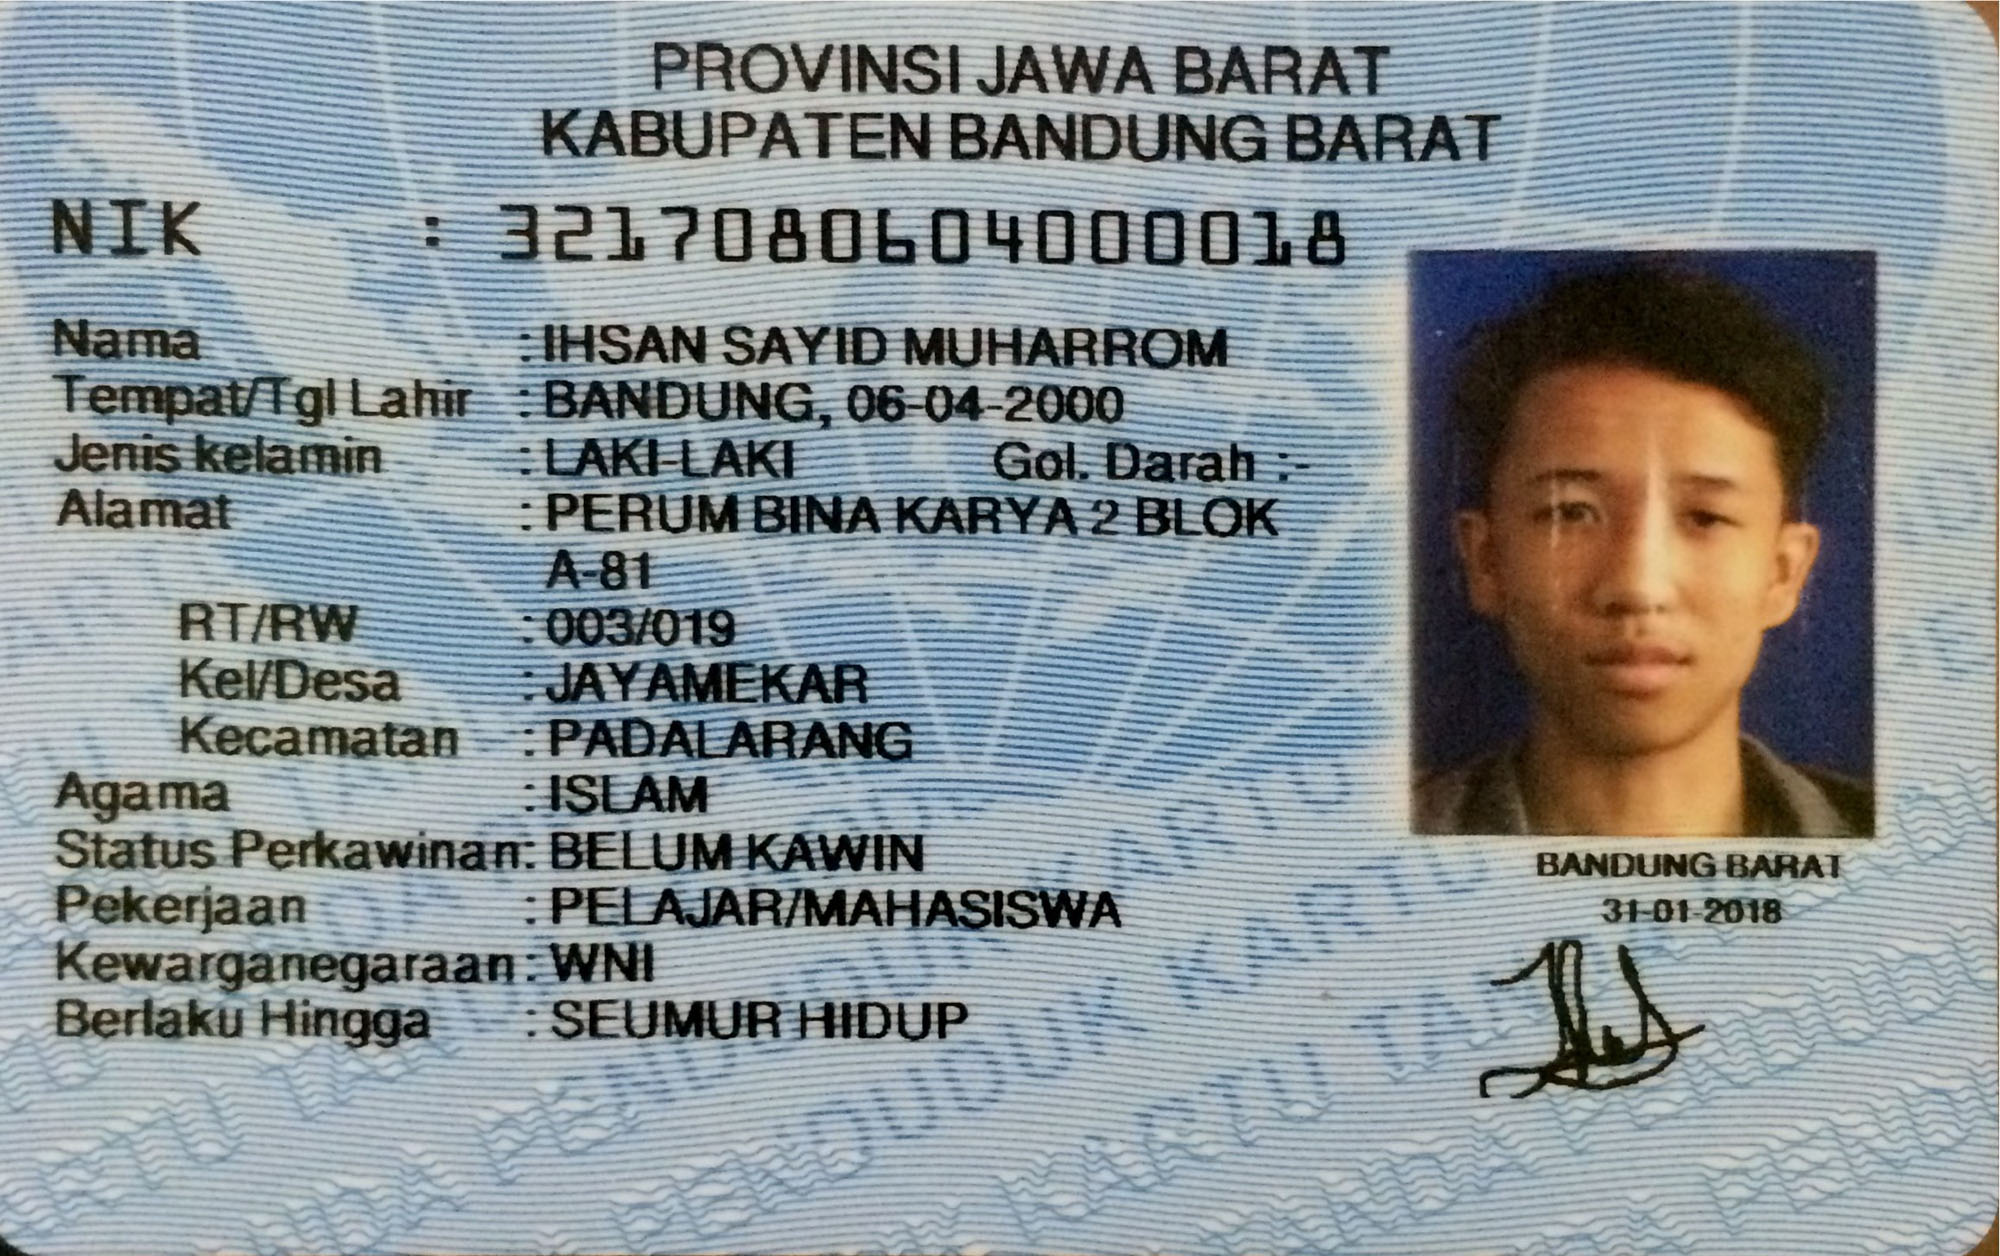 PROVINSI JAWA BARAT
KABUPATEN BANDUNG BARAT
NIK : 3217080604000018
Nama : IHSAN SAYID MUHARROM
Tempat/Tgl Lahir : BANDUNG, 06-04-2000
Jenis kelamin : LAKI-LAKI Gol. Darah :-
Alamat : PERUM BINA KARYA 2 BLOK
A-81
RT/RW : 003/019
Kel/Desa : JAYAMEKAR
Kecamatan : PADALARANG
Agama : ISLAM
Status Perkawinan: BELUM KAWIN
Pekerjaan : PELAJAR/MAHASISWA
Kewarganegaraan: WNI
Berlaku Hingga : SEUMUR HIDUP
BANDUNG BARAT
31-01-2018